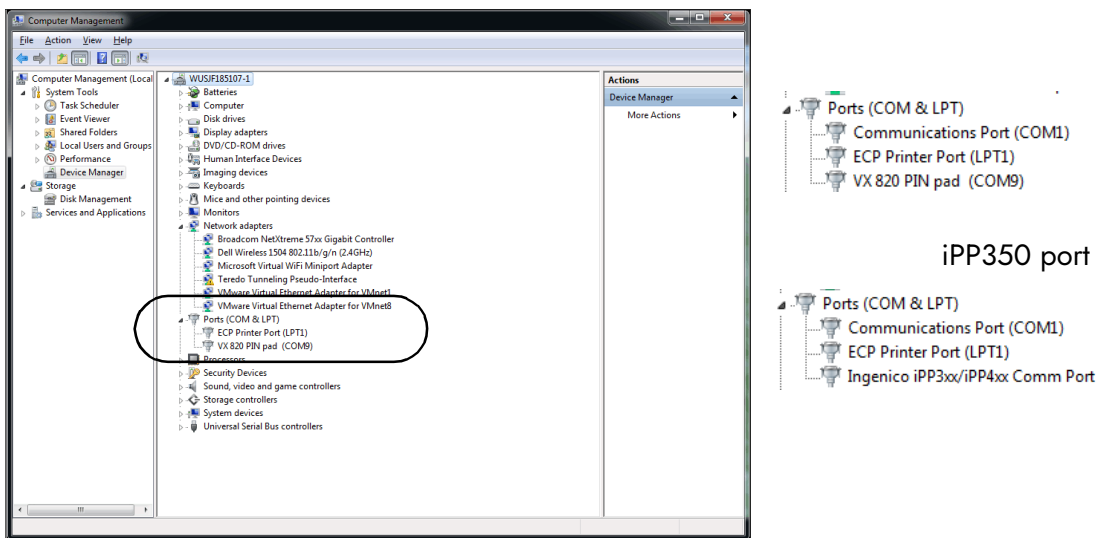 Computer Management
File Action View Help
Computer Management (Local
System Tools
Task Scheduler
Event Viewer
Shared Folders
Local Users and Groups
Performance
Device Manager
Storage
Disk Management
Services and Applications
WUSJF185107-1
Batteries
Computer
Disk drives
Display adapters
DVD/CD-ROM drives
Human Interface Devices
Imaging devices
Keyboards
Mice and other pointing devices
Monitors
Network adapters
Broadcom NetXtreme 57xx Gigabit Controller
Dell Wireless 1504 802.11b/g/n (2.4GHz)
Microsoft Virtual WiFi Miniport Adapter
Teredo Tunneling Pseudo-Interface
VMware Virtual Ethernet Adapter for VMnet1
VMware Virtual Ethernet Adapter for VMnet8
Ports (COM & LPT)
ECP Printer Port (LPT1)
VX 820 PIN pad (COM9)
Processors
Security Devices
Sound, video and game controllers
Storage controllers
System devices
Universal Serial Bus controllers
Actions
Device Manager
More Actions
Ports (COM & LPT)
Communications Port (COM1)
ECP Printer Port (LPT1)
VX 820 PIN pad (COM9)
iPP350 port
Ports (COM & LPT)
Communications Port (COM1)
ECP Printer Port (LPT1)
Ingenico iPP3xx/iPP4xx Comm Port